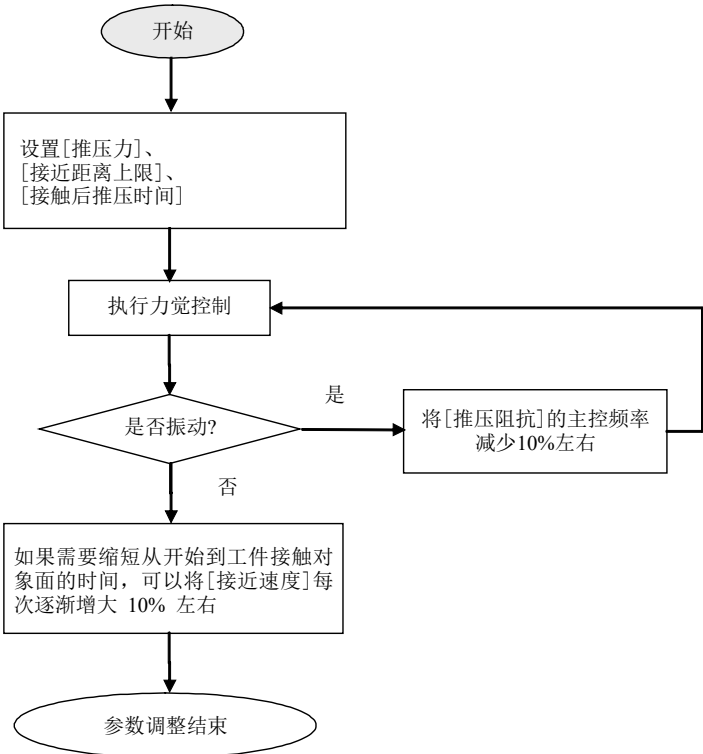 开始
设置[推压力]、
[接近距离上限]、
[接触后推压时间]
执行力觉控制
是否振动?
是
将[推压阻抗]的主控频率
减少10%左右
否
如果需要缩短从开始到工件接触对
象面的时间，可以将[接近速度]每
次逐渐增大 10% 左右
参数调整结束